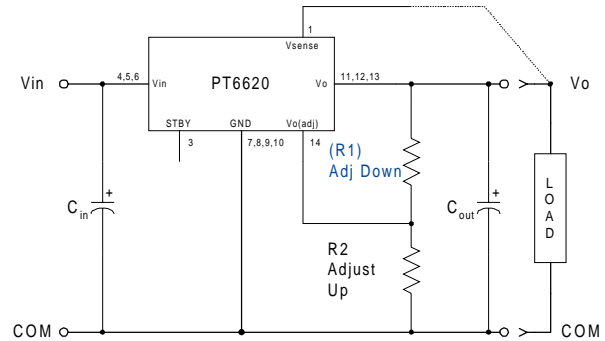 1
Vsense
Vin
4,5,6
Vin
PT6620
Vo
11,12,13
Vo
STBY
GND
Vo(adj)
3
7,8,9,10
14
(R1)
Adj Down
+
C in
+
C out
LOAD
R2
Adjust
Up
COM
COM